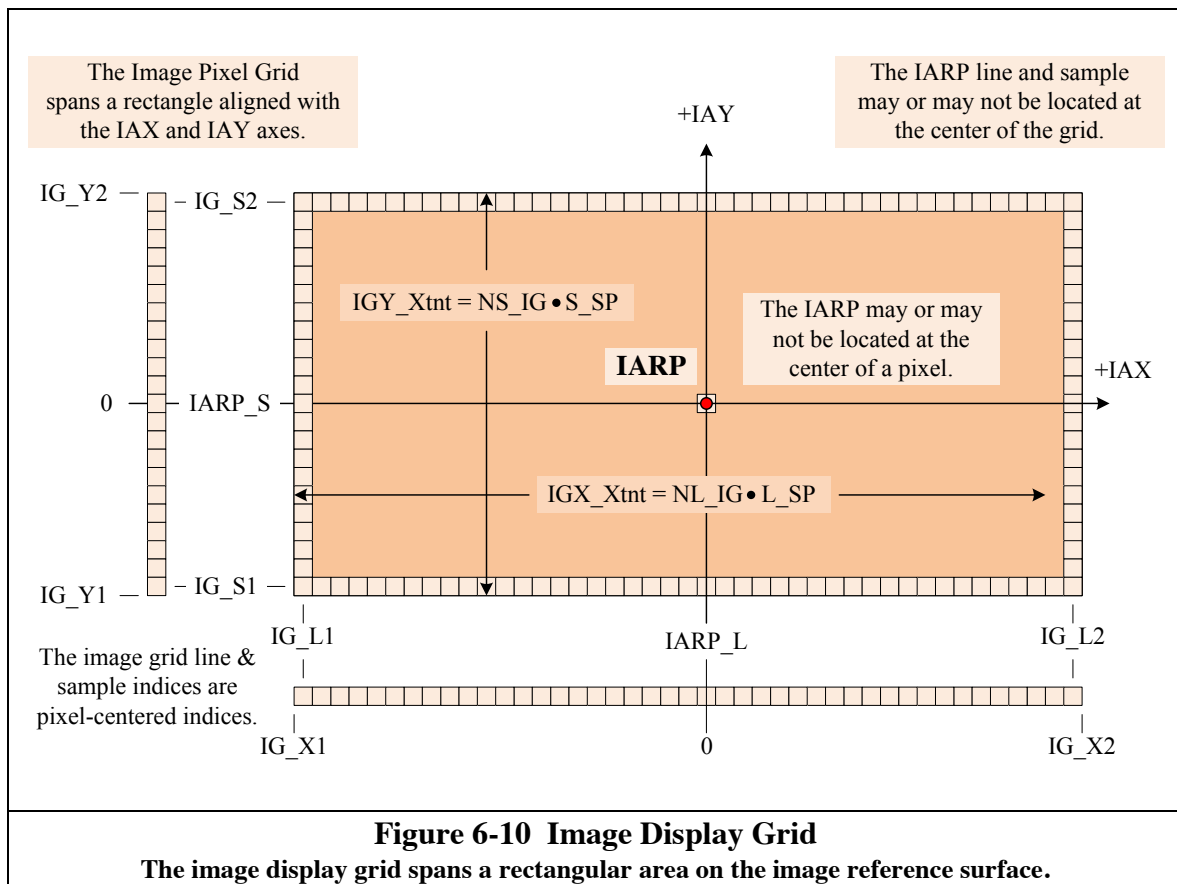 The Image Pixel Grid
spans a rectangle aligned with
the IAX and IAY axes.
The IARP line and sample
may or may not be located at
the center of the grid.
+IAY
IG_Y2
IG_S2
IGY_Xtnt = NS_IG • S_SP
The IARP may or may
not be located at the
center of a pixel.
IARP
+IAX
0
IARP_S
IGX_Xtnt = NL_IG • L_SP
IG_S1
IG_Y1
IG_L1
IARP_L
IG_L2
The image grid line &
sample indices are
pixel-centered indices.
IG_X1
0
IG_X2
Figure 6-10 Image Display Grid
The image display grid spans a rectangular area on the image reference surface.